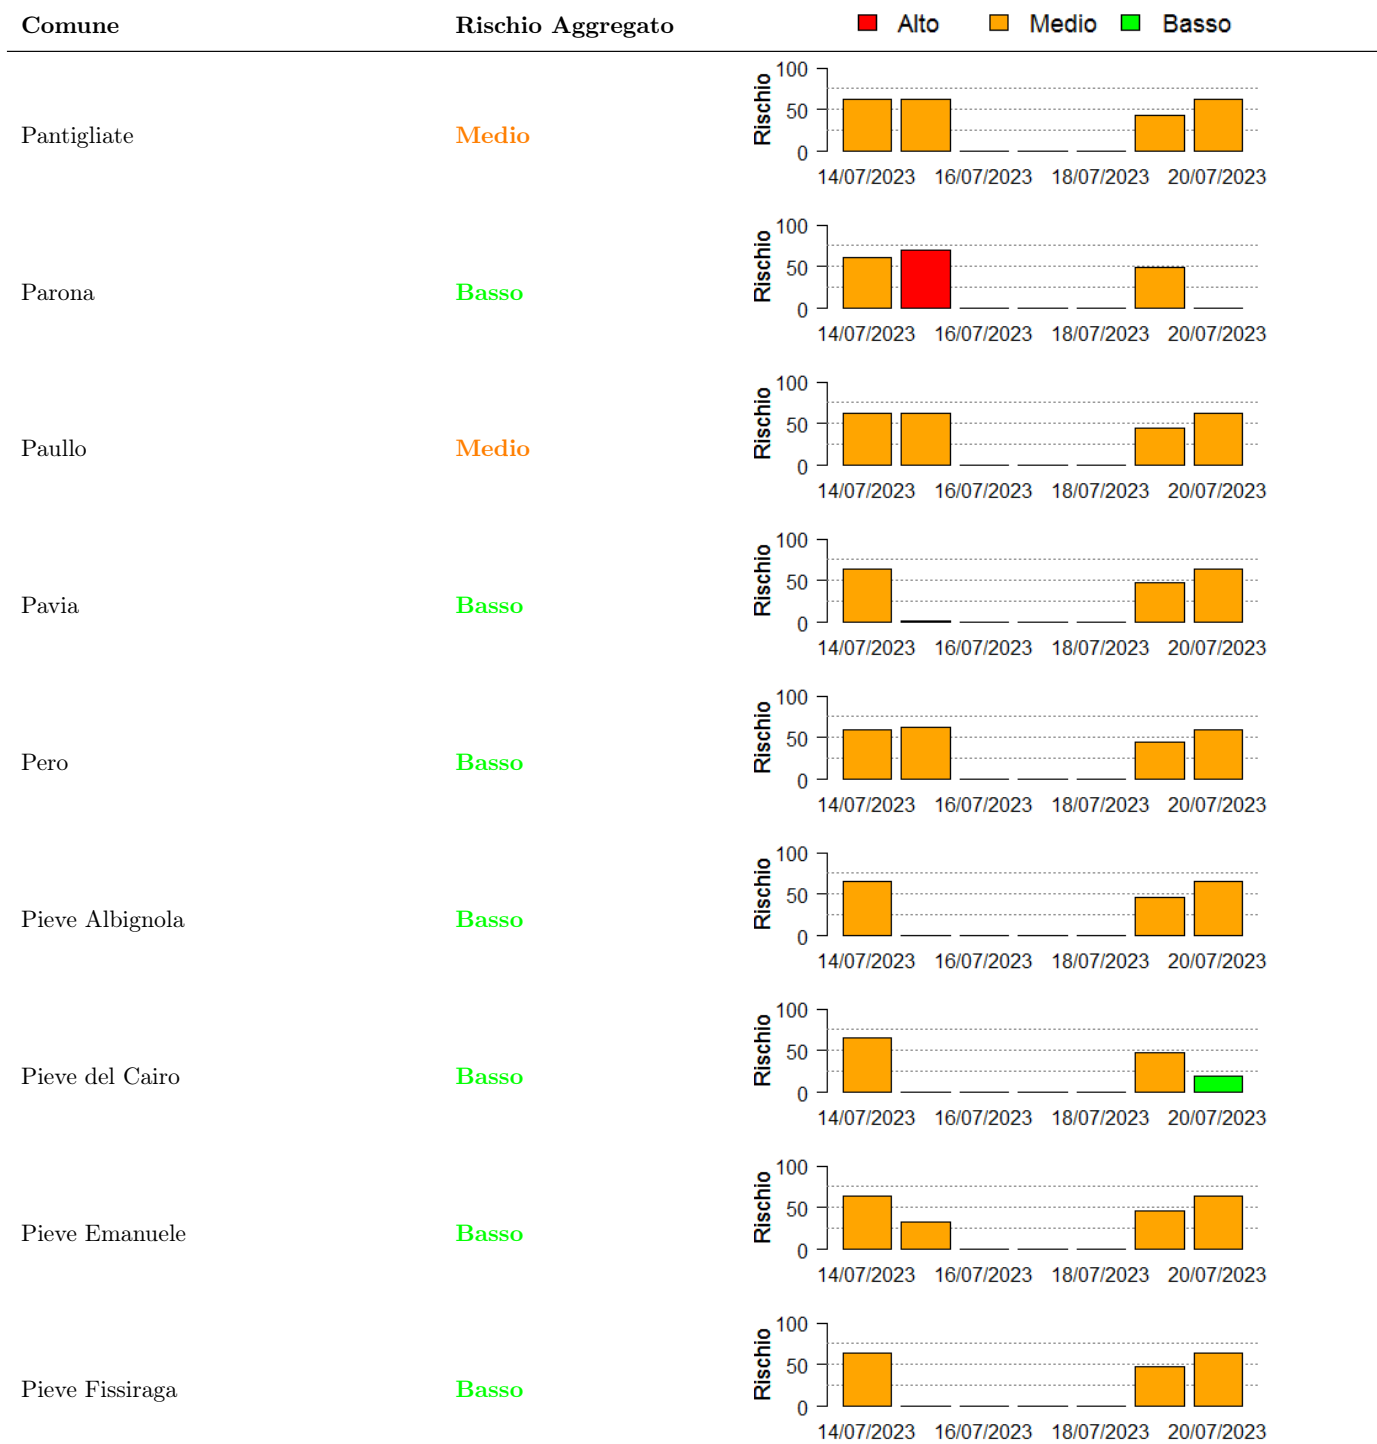 Comune Rischio Aggregato Alto Medio Basso
100
50
0
Rischio
Pantigliate Medio
14/07/2023 16/07/2023 18/07/2023 20/07/2023
100
50
0
Rischio
Parona Basso
14/07/2023 16/07/2023 18/07/2023 20/07/2023
100
50
0
Rischio
Paullo Medio
14/07/2023 16/07/2023 18/07/2023 20/07/2023
100
50
0
Rischio
Pavia Basso
14/07/2023 16/07/2023 18/07/2023 20/07/2023
100
50
0
Rischio
Pero Basso
14/07/2023 16/07/2023 18/07/2023 20/07/2023
100
50
0
Rischio
Pieve Albignola Basso
14/07/2023 16/07/2023 18/07/2023 20/07/2023
100
50
0
Rischio
Pieve del Cairo Basso
14/07/2023 16/07/2023 18/07/2023 20/07/2023
100
50
0
Rischio
Pieve Emanuele Basso
14/07/2023 16/07/2023 18/07/2023 20/07/2023
100
50
0
Rischio
Pieve Fissiraga Basso
14/07/2023 16/07/2023 18/07/2023 20/07/2023